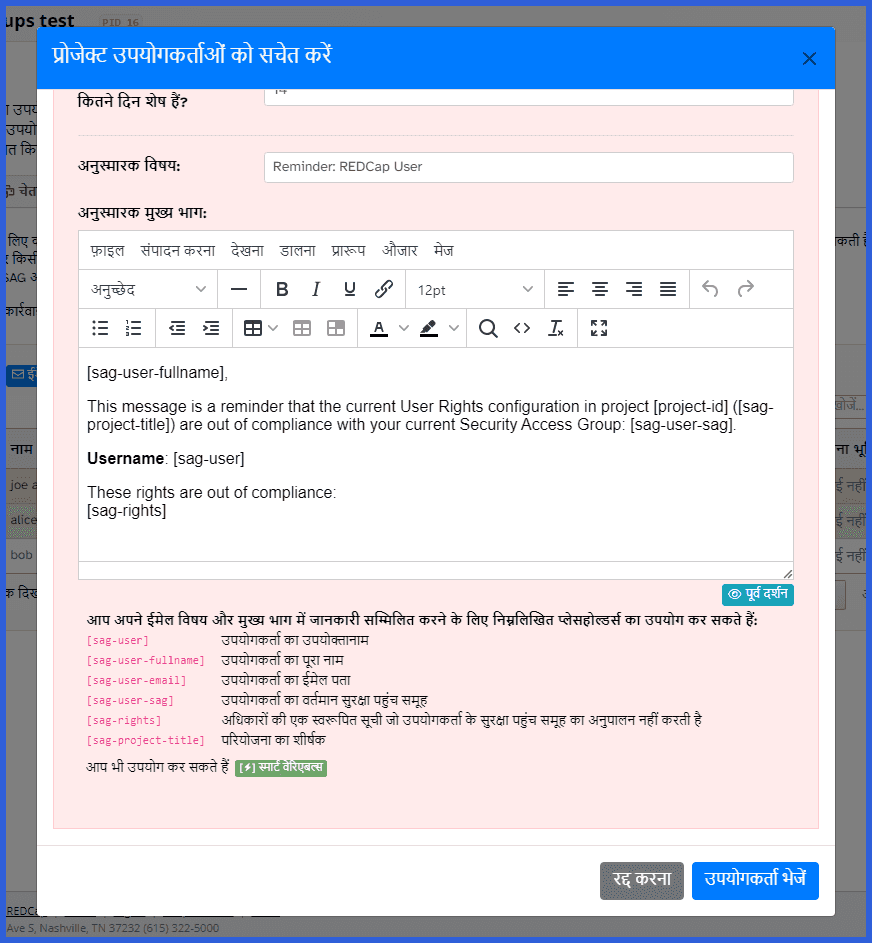 ups test PID 16
प्रोजेक्ट उपयोगकर्ताओं को सचेत करें
कितने दिन शेष हैं?
14
अनुस्मारक विषय:
Reminder: REDCap User
अनुस्मारक मुख्य भाग:
फ़ाइल संपादन करना देखना डालना प्रारूप औजार मेज
अनुच्छेद B I U 12pt
A
[sag-user-fullname],
This message is a reminder that the current User Rights configuration in project [project-id] ([sag-
project-title]) are out of compliance with your current Security Access Group: [sag-user-sag].
Username: [sag-user]
These rights are out of compliance:
[sag-rights]
पूर्व दर्शन
आप अपने ईमेल विषय और मुख्य भाग में जानकारी सम्मिलित करने के लिए निम्नलिखित प्लेसहोल्डर्स का उपयोग कर सकते हैं:
[sag-user] उपयोगकर्ता का उपयोक्तानाम
[sag-user-fullname] उपयोगकर्ता का पूरा नाम
[sag-user-email] उपयोगकर्ता का ईमेल पता
[sag-user-sag] उपयोगकर्ता का वर्तमान सुरक्षा पहुंच समूह
[sag-rights] अधिकारों की एक स्वरूपित सूची जो उपयोगकर्ता के सुरक्षा पहुंच समूह का अनुपालन नहीं करती है
[sag-project-title] परियोजना का शीर्षक
आप भी उपयोग कर सकते हैं [⚡] स्मार्ट वेरिएबल्स
रद्द करना उपयोगकर्ता भेजें
नाम
alice
bob
Ave S, Nashville, TN 37232 (615) 322-5000